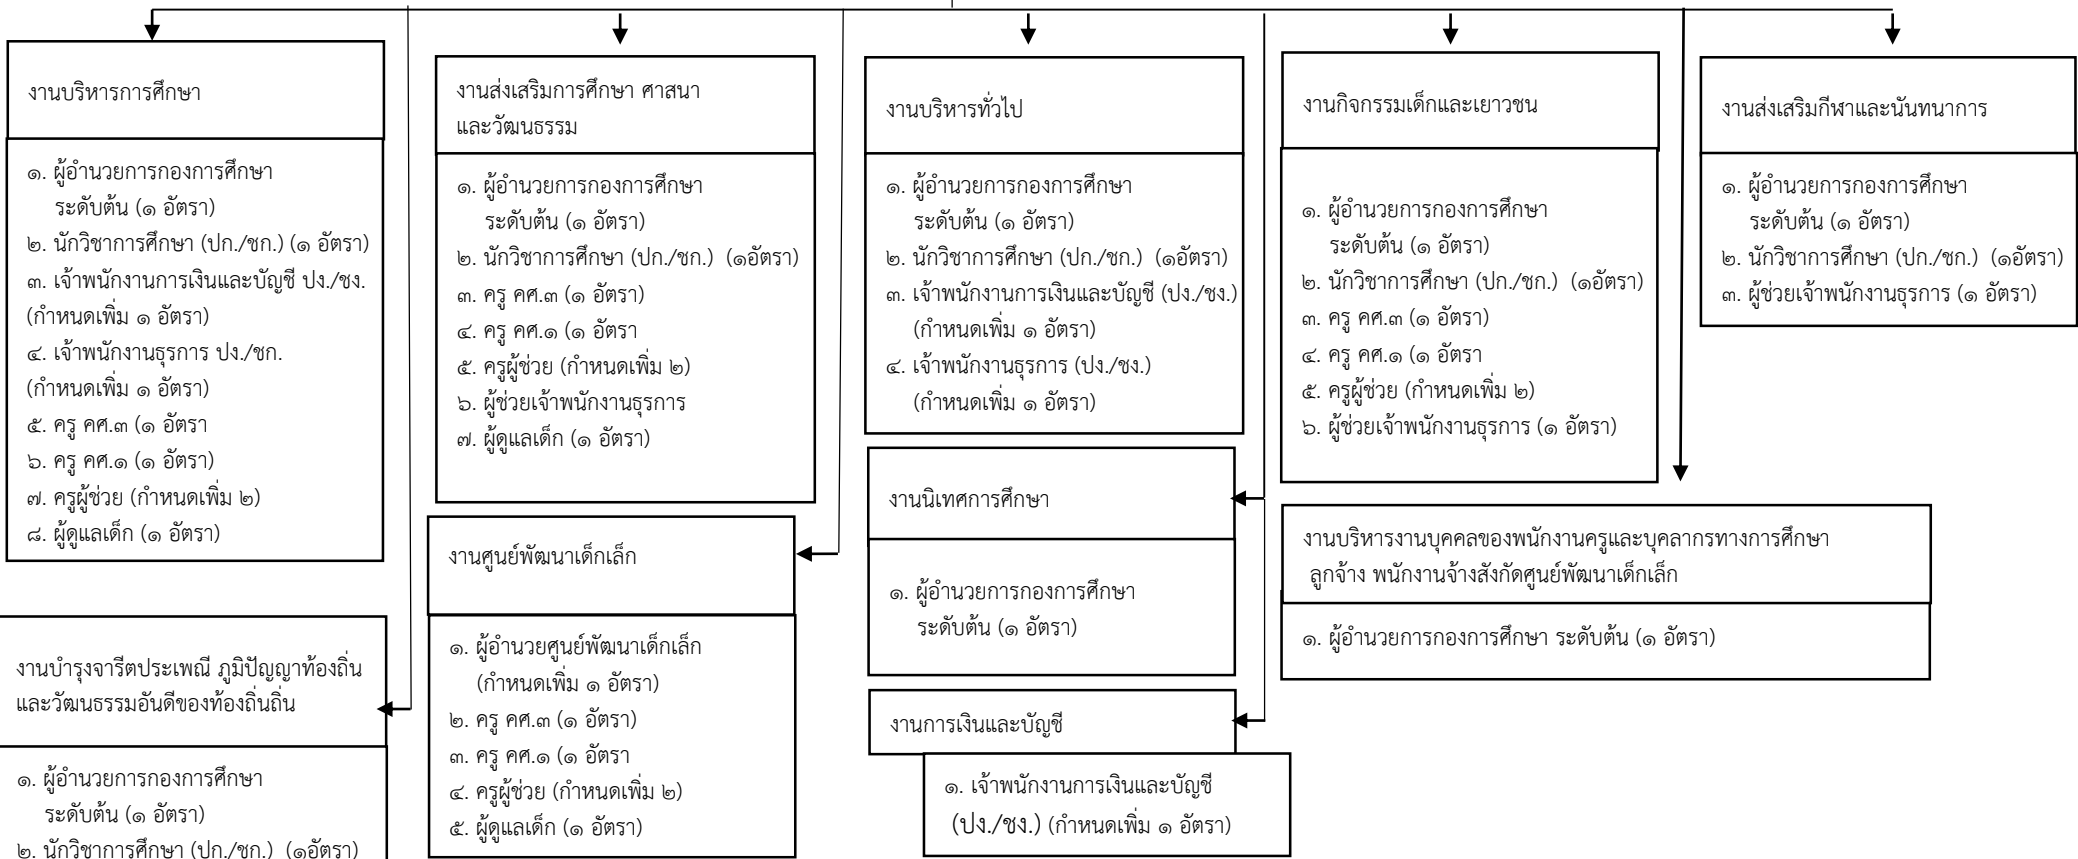 งานบริหารการศึกษา
๑. ผู้อำนวยการกองการศึกษา
ระดับต้น (๑ อัตรา)
๒. นักวิชาการศึกษา (ปก./ชก.) (๑ อัตรา)
๓. เจ้าพนักงานการเงินและบัญชี ปง./ชง.
(กำหนดเพิ่ม ๑ อัตรา)
๔. เจ้าพนักงานธุรการ ปง./ชก.
(กำหนดเพิ่ม ๑ อัตรา)
๕. ครู คศ.๓ (๑ อัตรา
๖. ครู คศ.๑ (๑ อัตรา)
๗. ครูผู้ช่วย (กำหนดเพิ่ม ๒)
๘. ผู้ดูแลเด็ก (๑ อัตรา)
งานบำรุงจารีตประเพณี ภูมิปัญญาท้องถิ่น
และวัฒนธรรมอันดีของท้องถิ่นถิ่น
๑. ผู้อำนวยการกองการศึกษา
ระดับต้น (๑ อัตรา)
๒. นักวิชาการศึกษา (ปก./ชก.) (๑อัตรา)
งานส่งเสริมการศึกษา ศาสนา
และวัฒนธรรม
๑. ผู้อำนวยการกองการศึกษา
ระดับต้น (๑ อัตรา)
๒. นักวิชาการศึกษา (ปก./ชก.) (๑อัตรา)
๓. ครู คศ.๓ (๑ อัตรา)
๔. ครู คศ.๑ (๑ อัตรา
๕. ครูผู้ช่วย (กำหนดเพิ่ม ๒)
๖. ผู้ช่วยเจ้าพนักงานธุรการ
๗. ผู้ดูแลเด็ก (๑ อัตรา)
งานศูนย์พัฒนาเด็กเล็ก
๑. ผู้อำนวยศูนย์พัฒนาเด็กเล็ก
(กำหนดเพิ่ม ๑ อัตรา)
๒. ครู คศ.๓ (๑ อัตรา)
๓. ครู คศ.๑ (๑ อัตรา
๔. ครูผู้ช่วย (กำหนดเพิ่ม ๒)
๕. ผู้ดูแลเด็ก (๑ อัตรา)
งานบริหารทั่วไป
๑. ผู้อำนวยการกองการศึกษา
ระดับต้น (๑ อัตรา)
๒. นักวิชาการศึกษา (ปก./ชก.) (๑อัตรา)
๓. เจ้าพนักงานการเงินและบัญชี (ปง./ชง.)
(กำหนดเพิ่ม ๑ อัตรา)
๔. เจ้าพนักงานธุรการ (ปง./ชง.)
(กำหนดเพิ่ม ๑ อัตรา)
งานนิเทศการศึกษา
๑. ผู้อำนวยการกองการศึกษา
ระดับต้น (๑ อัตรา)
งานการเงินและบัญชี
๑. เจ้าพนักงานการเงินและบัญชี
(ปง./ชง.) (กำหนดเพิ่ม ๑ อัตรา)
งานกิจกรรมเด็กและเยาวชน
๑. ผู้อำนวยการกองการศึกษา
ระดับต้น (๑ อัตรา)
๒. นักวิชาการศึกษา (ปก./ชก.) (๑อัตรา)
๓. ครู คศ.๓ (๑ อัตรา)
๔. ครู คศ.๑ (๑ อัตรา
๕. ครูผู้ช่วย (กำหนดเพิ่ม ๒)
๖. ผู้ช่วยเจ้าพนักงานธุรการ (๑ อัตรา)
งานบริหารงานบุคคลของพนักงานครูและบุคลากรทางการศึกษา
ลูกจ้าง พนักงานจ้างสังกัดศูนย์พัฒนาเด็กเล็ก
๑. ผู้อำนวยการกองการศึกษา ระดับต้น (๑ อัตรา)
งานส่งเสริมกีฬาและนันทนาการ
๑. ผู้อำนวยการกองการศึกษา
ระดับต้น (๑ อัตรา)
๒. นักวิชาการศึกษา (ปก./ชก.) (๑อัตรา)
๓. ผู้ช่วยเจ้าพนักงานธุรการ (๑ อัตรา)